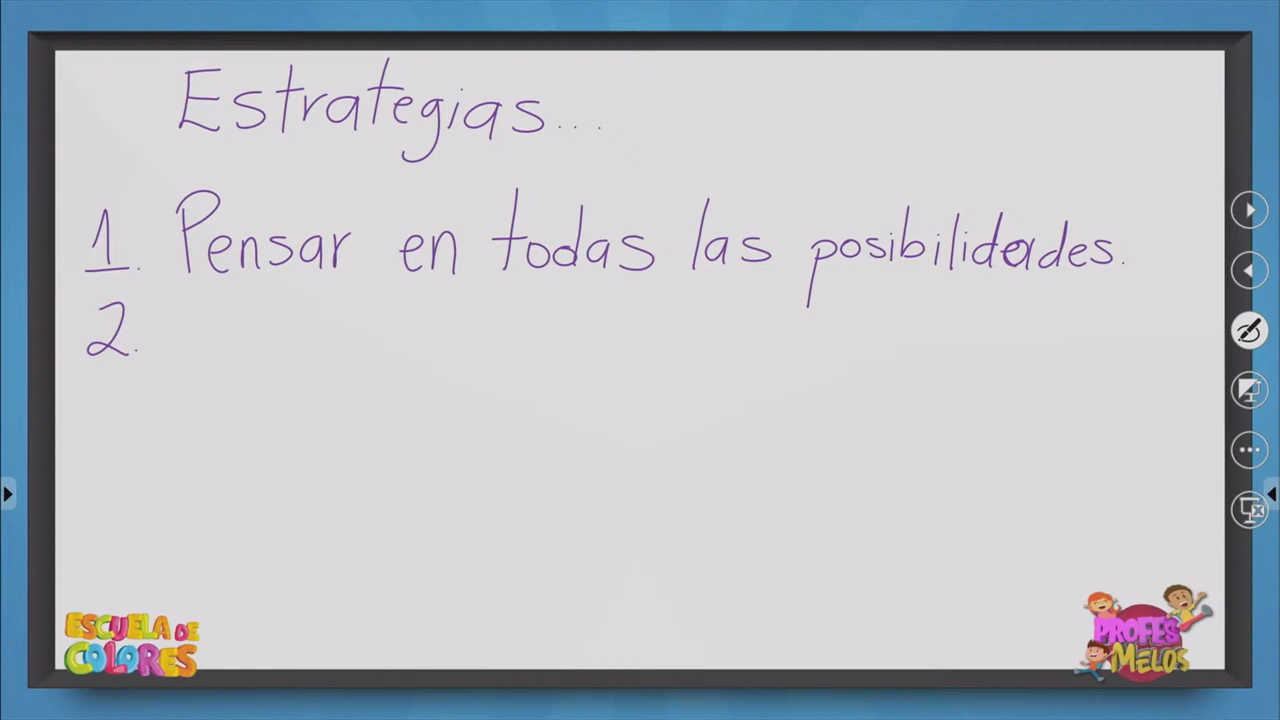 Estrategias...
1. Pensar en todas las posibilidades.
2.
ESCUELA DE
COLORES
PROFES
MELOS